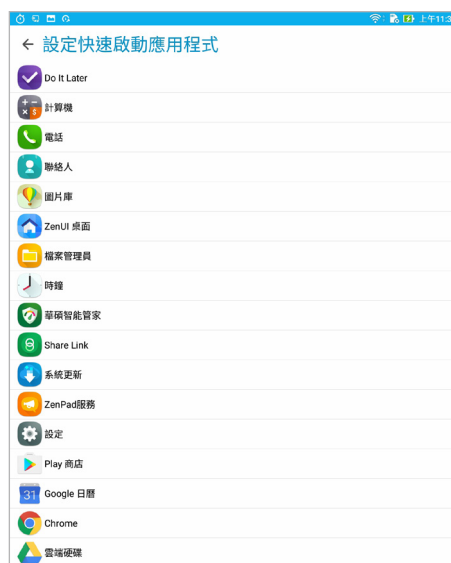 上午11:3
設定快速啟動應用程式
Do It Later
計算機
電話
聯絡人
圖片庫
ZenUI 桌面
檔案管理員
時鐘
華碩智能管家
Share Link
系統更新
ZenPad服務
設定
Play 商店
31
Google 日曆
Chrome
雲端硬碟